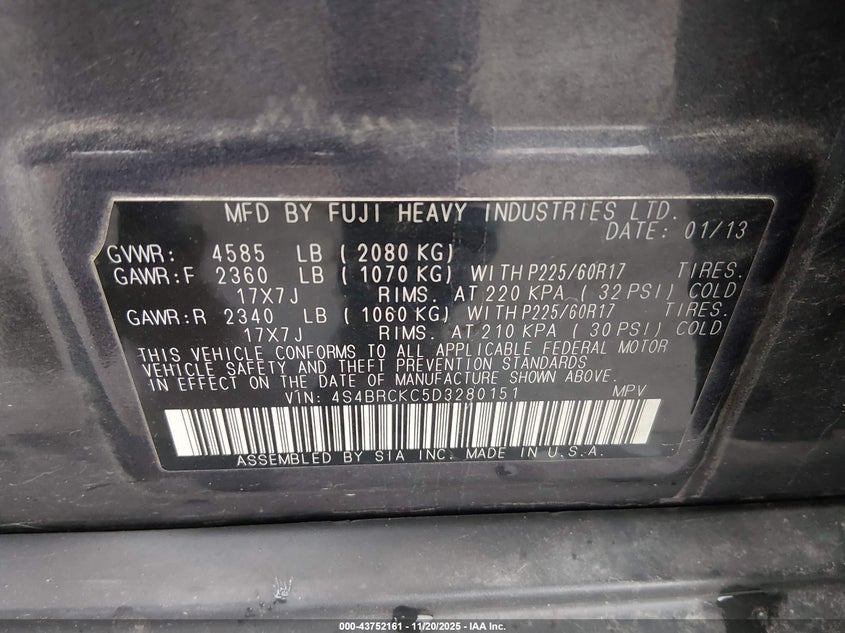 MFD BY FUJI HEAVY INDUSTRIES LTD.
DATE: 01/13
GVWR: 4585 LB ( 2080 KG)
GAWR:F 2360 LB ( 1070 KG) WITH P225/60R17 TIRES.
17X7J RIMS. AT 220 KPA ( 32 PSI) COLD
GAWR:R 2340 LB ( 1060 KG) WITH P225/60R17 TIRES.
17X7J RIMS. AT 210 KPA ( 30 PSI) COLD
THIS VEHICLE CONFORMS TO ALL APPLICABLE FEDERAL MOTOR
VEHICLE SAFETY AND THEFT PREVENTION STANDARDS
IN EFFECT ON THE DATE OF MANUFACTURE SHOWN ABOVE.
VIN: 4S4BRCKC5D3280151 MPV
ASSEMBLED BY SIA INC. MADE IN U.S.A.
000-43752161 - 11/20/2025 - IAA Inc.